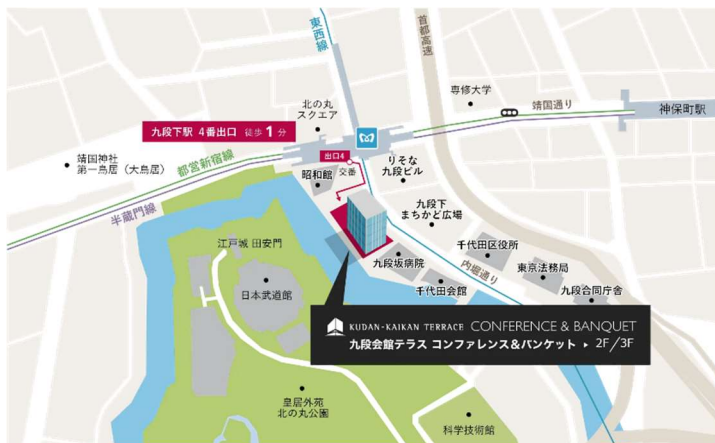 東西線
首都高速
北の丸
スクエア
専修大学
靖国通り
神保町駅
九段下駅 4番出口 徒歩 1 分
出口4
交番
りそな
九段ビル
靖国神社
第一鳥居（大鳥居）
都営新宿線
半蔵門線
昭和館
九段下
まちかど広場
江戸城 田安門
日本武道館
九段坂病院
千代田会館
内堀通り
千代田区役所
東京法務局
九段合同庁舎
KUDAN-KAIKAN TERRACE CONFERENCE & BANQUET
九段会館テラス コンファレンス＆バンケット ▶ 2F/3F
皇居外苑
北の丸公園
科学技術館